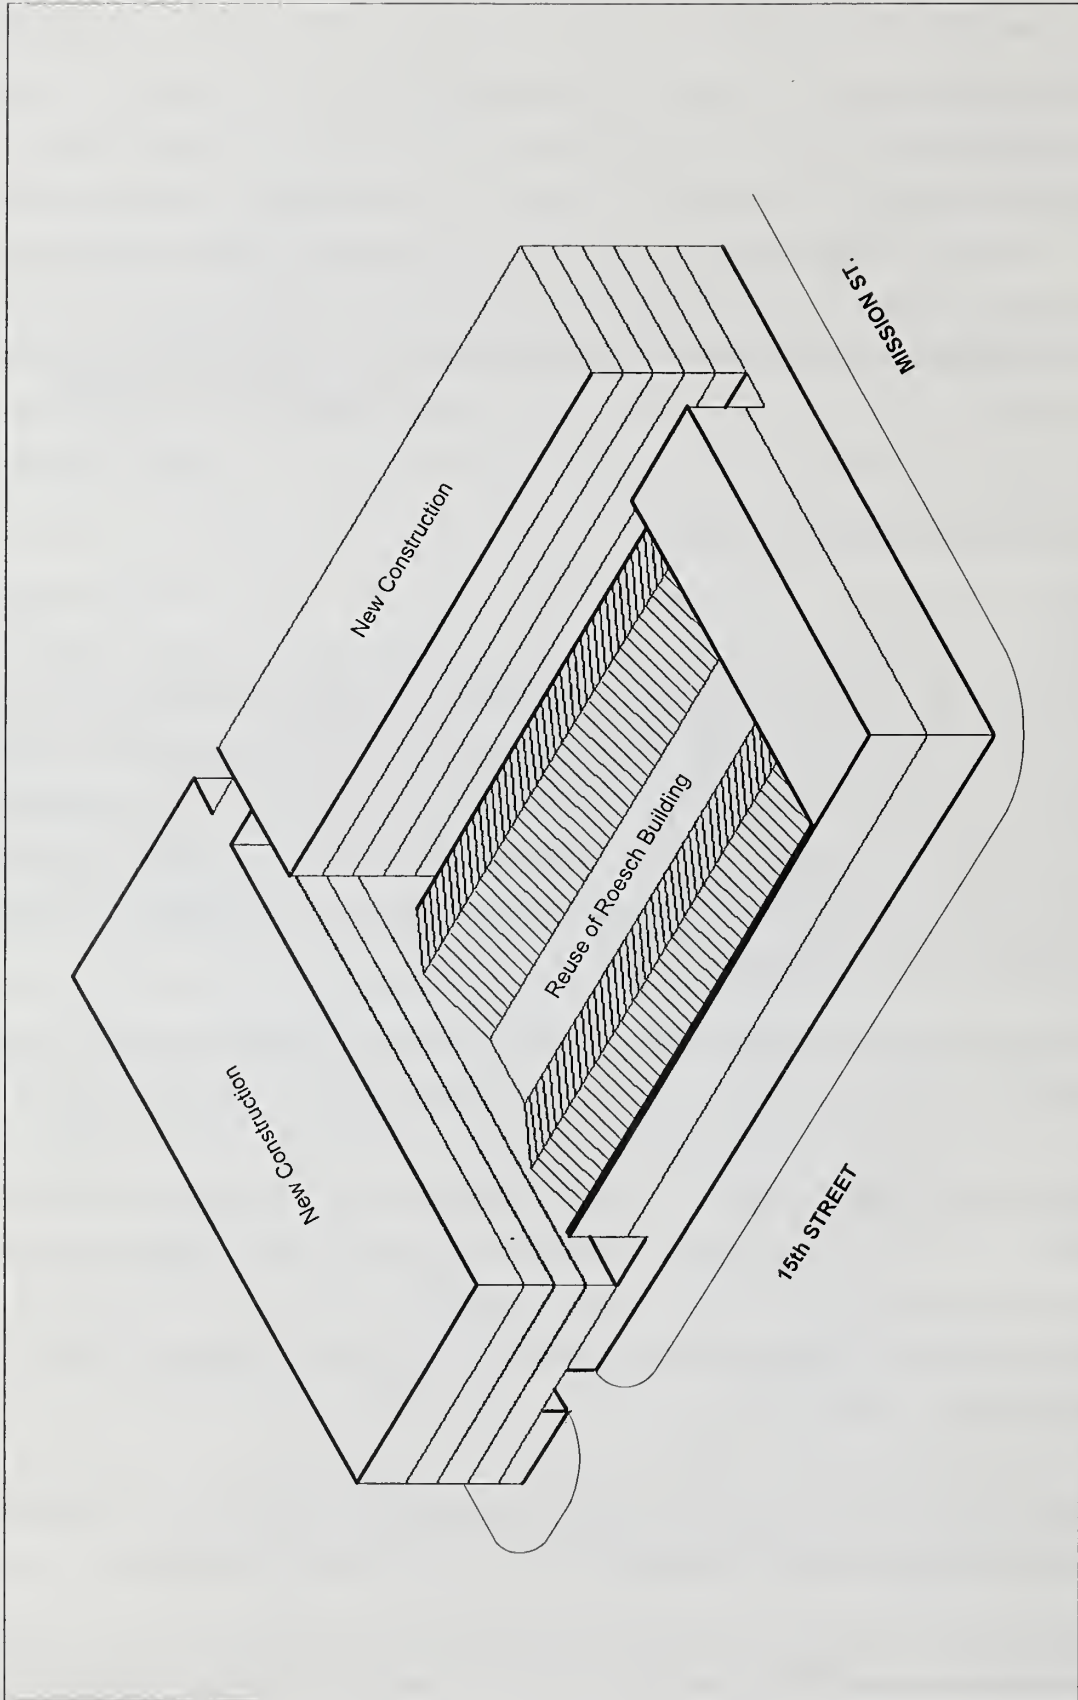 MISSION ST.
New Construction
Reuse of Roesch Building
New Construction
15th STREET